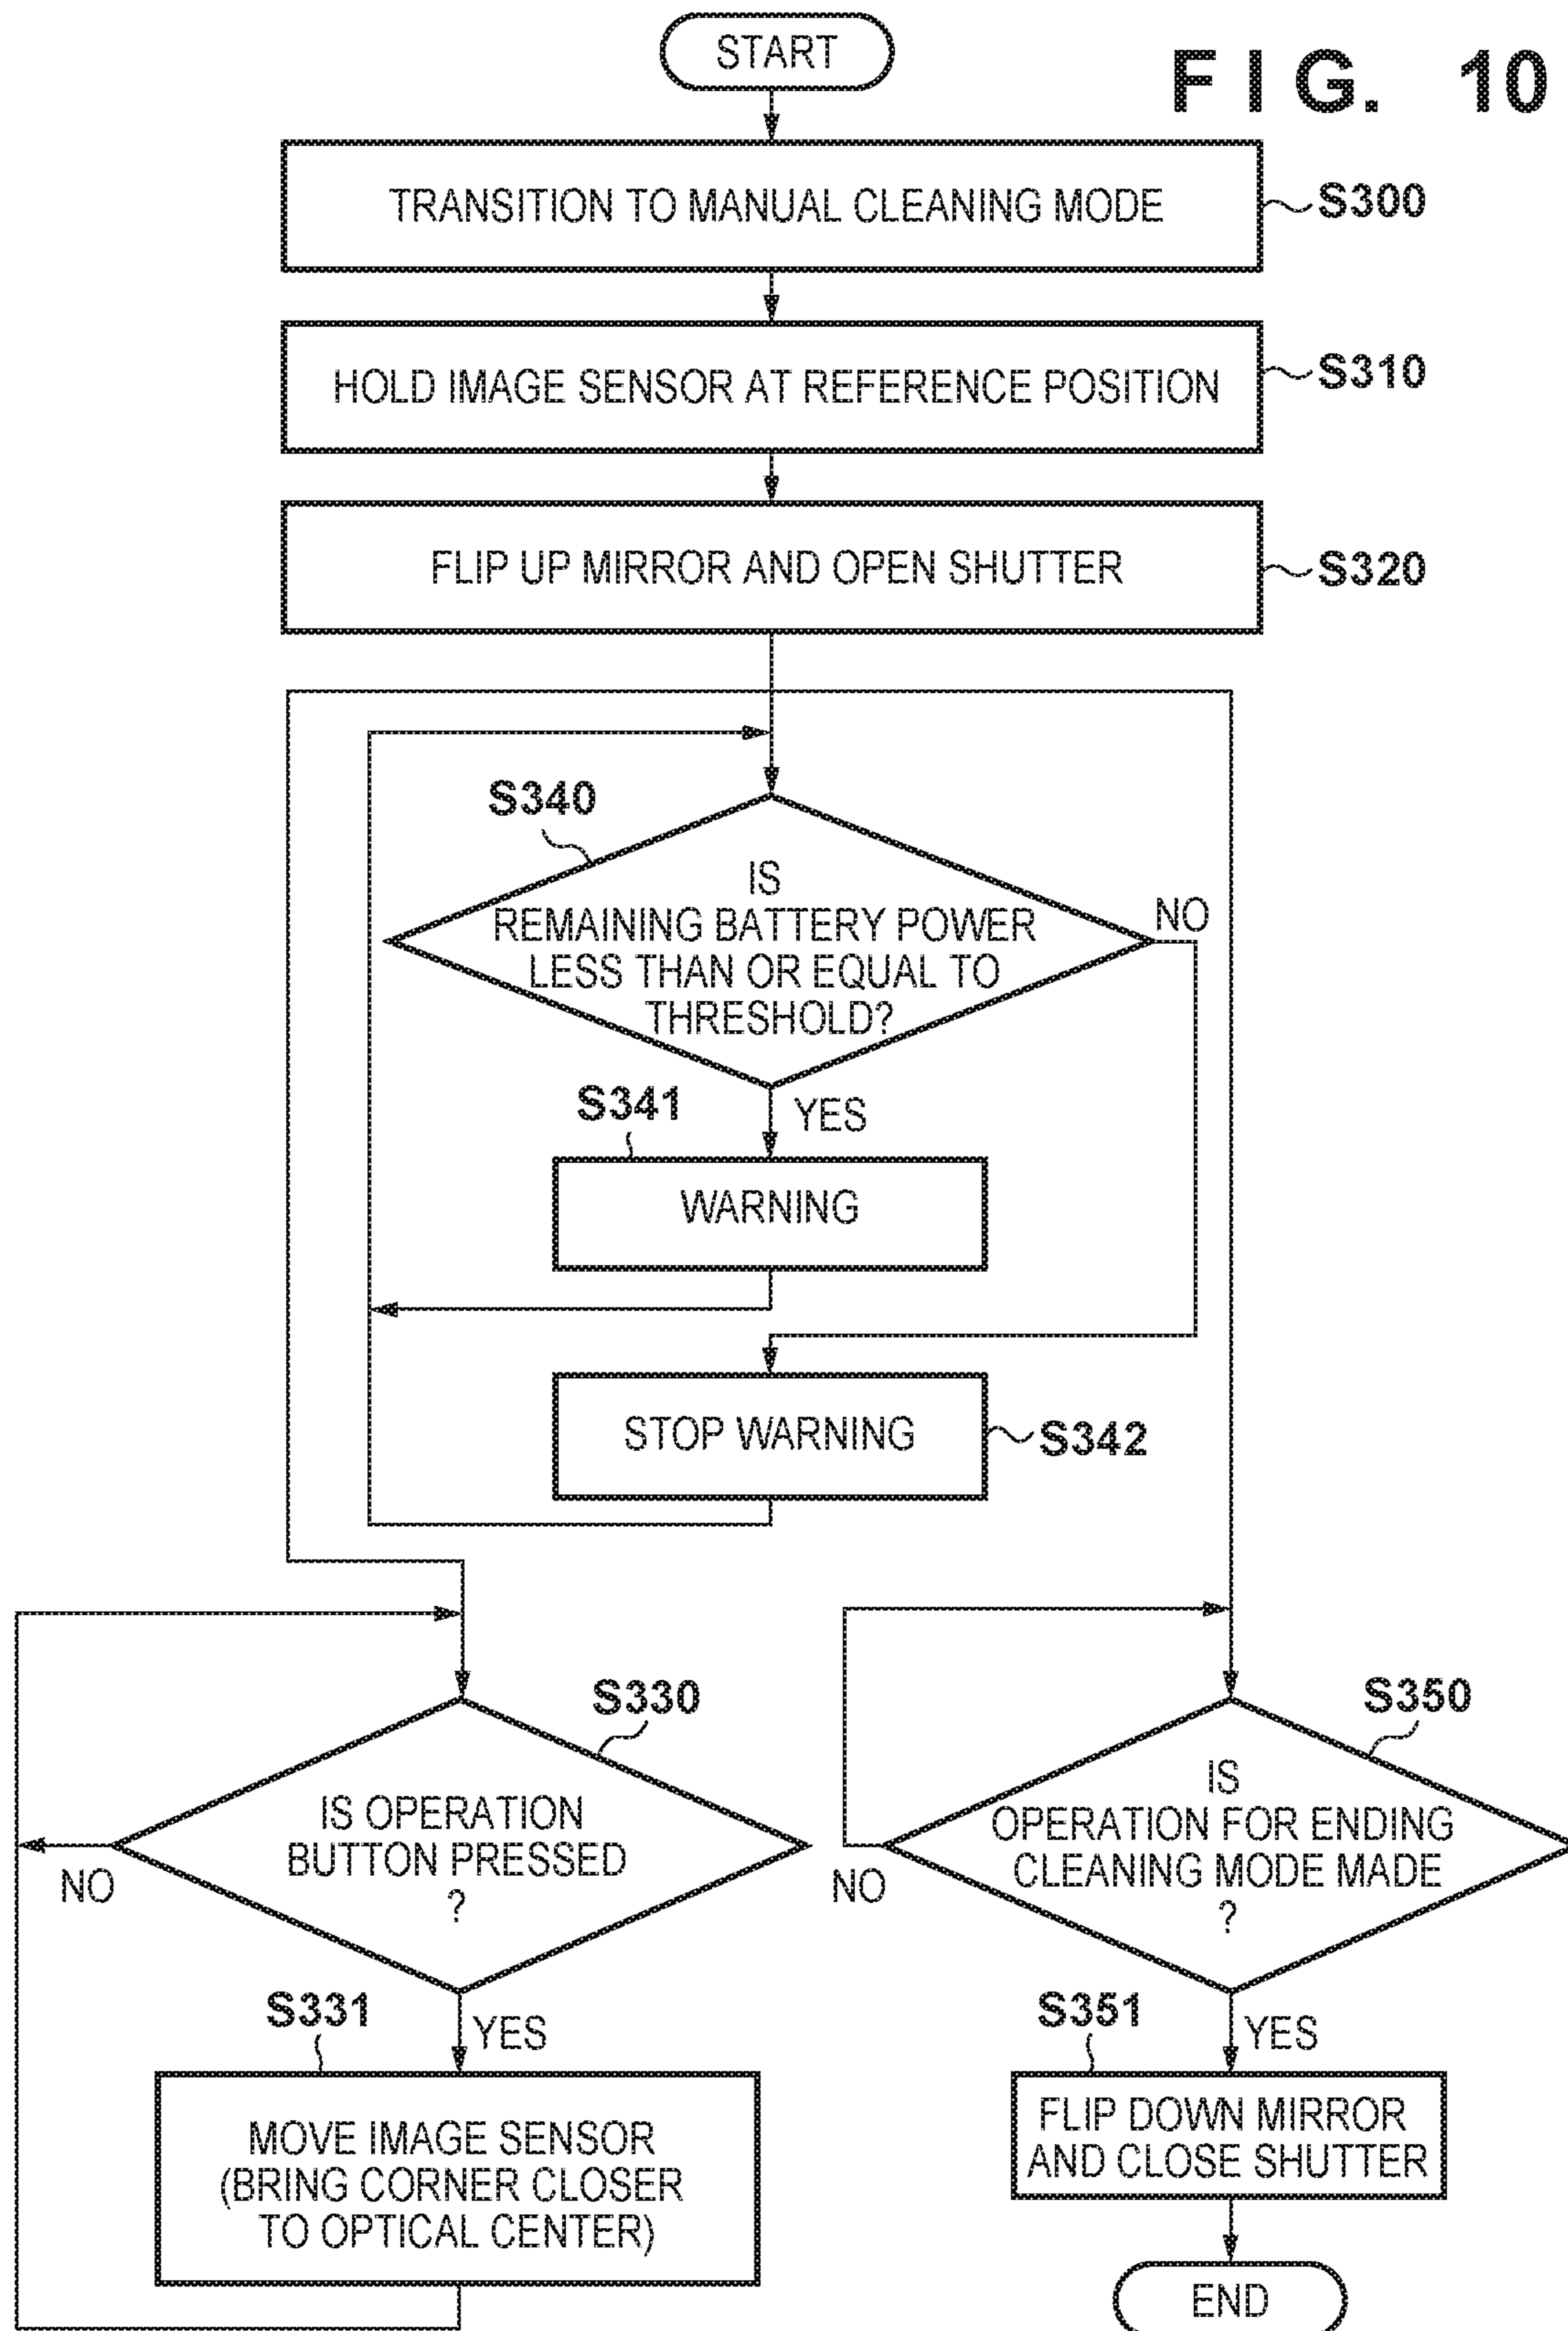 START
FIG. 10
TRANSITION TO MANUAL CLEANING MODE
S300
HOLD IMAGE SENSOR AT REFERENCE POSITION
S310
FLIP UP MIRROR AND OPEN SHUTTER
S320
S340
IS
REMAINING BATTERY POWER
LESS THAN OR EQUAL TO
THRESHOLD?
NO
S341
YES
WARNING
STOP WARNING
S342
S330
IS OPERATION
BUTTON PRESSED
?
NO
S331
YES
MOVE IMAGE SENSOR
(BRING CORNER CLOSER
TO OPTICAL CENTER)
S350
IS
OPERATION FOR ENDING
CLEANING MODE MADE
?
NO
S351
YES
FLIP DOWN MIRROR
AND CLOSE SHUTTER
END